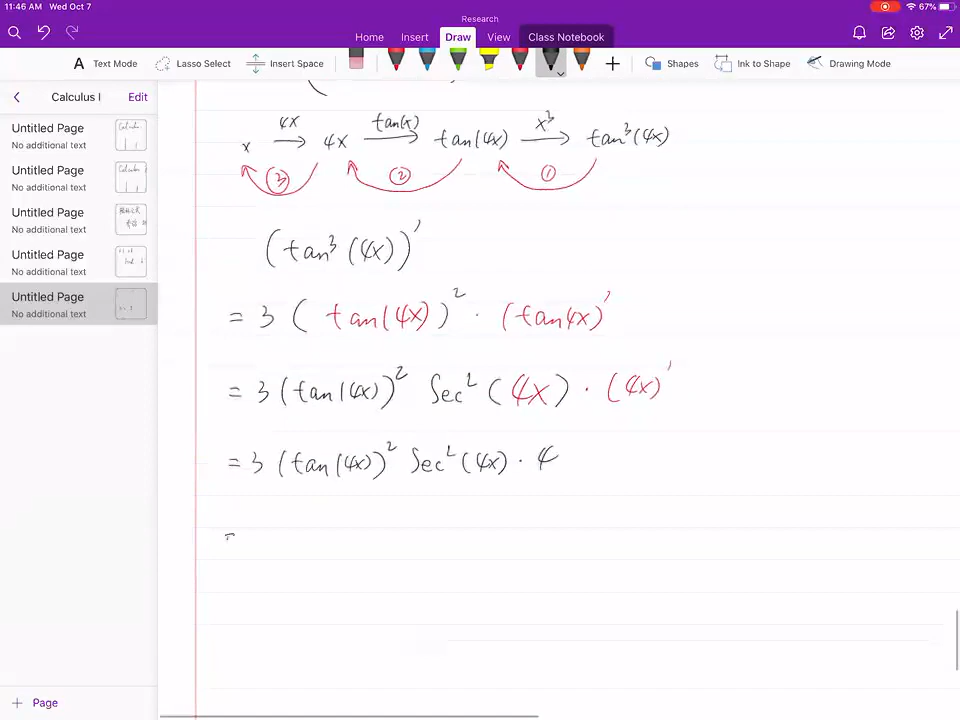 11:46 AM Wed Oct 7
67%
Research
Home Insert Draw View Class Notebook
A Text Mode Lasso Select Insert Space Shapes Ink to Shape Drawing Mode
Calculus I Edit
Untitled Page
No additional text
Untitled Page
No additional text
Untitled Page
No additional text
Untitled Page
No additional text
Untitled Page
No additional text
+ Page
4x tan(x) x³
x → 4x → tan(4x) → tan³(4x)
③ ② ①
(tan³(4x))'
= 3 (tan(4x))² · (tan4x)'
= 3 (tan(4x))² Sec² (4x) · (4x)'
= 3 (tan(4x))² Sec² (4x) · 4
=